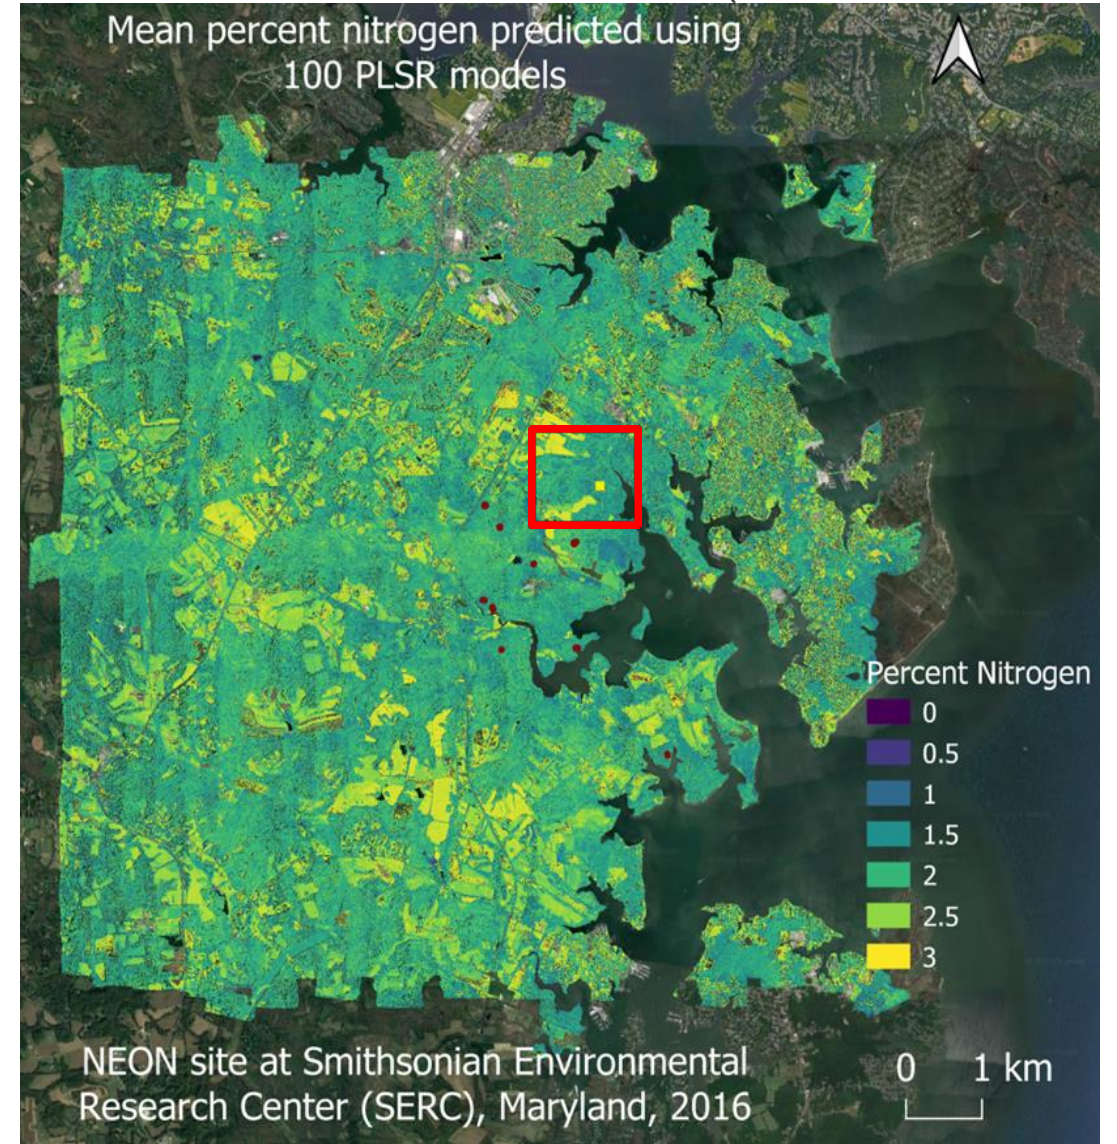 Mean percent nitrogen predicted using
100 PLSR models
Percent Nitrogen
0
0.5
1
1.5
2
2.5
3
NEON site at Smithsonian Environmental
Research Center (SERC), Maryland, 2016
0 1 km